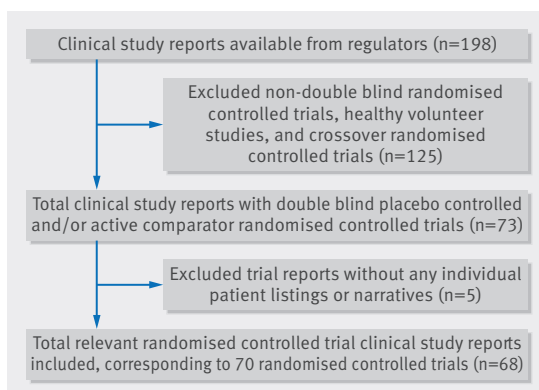 Clinical study reports available from regulators (n=198)
Excluded non-double blind randomised
controlled trials, healthy volunteer
studies, and crossover randomised
controlled trials (n=125)
Total clinical study reports with double blind placebo controlled
and/or active comparator randomised controlled trials (n=73)
Excluded trial reports without any individual
patient listings or narratives (n=5)
Total relevant randomised controlled trial clinical study reports
included, corresponding to 70 randomised controlled trials (n=68)